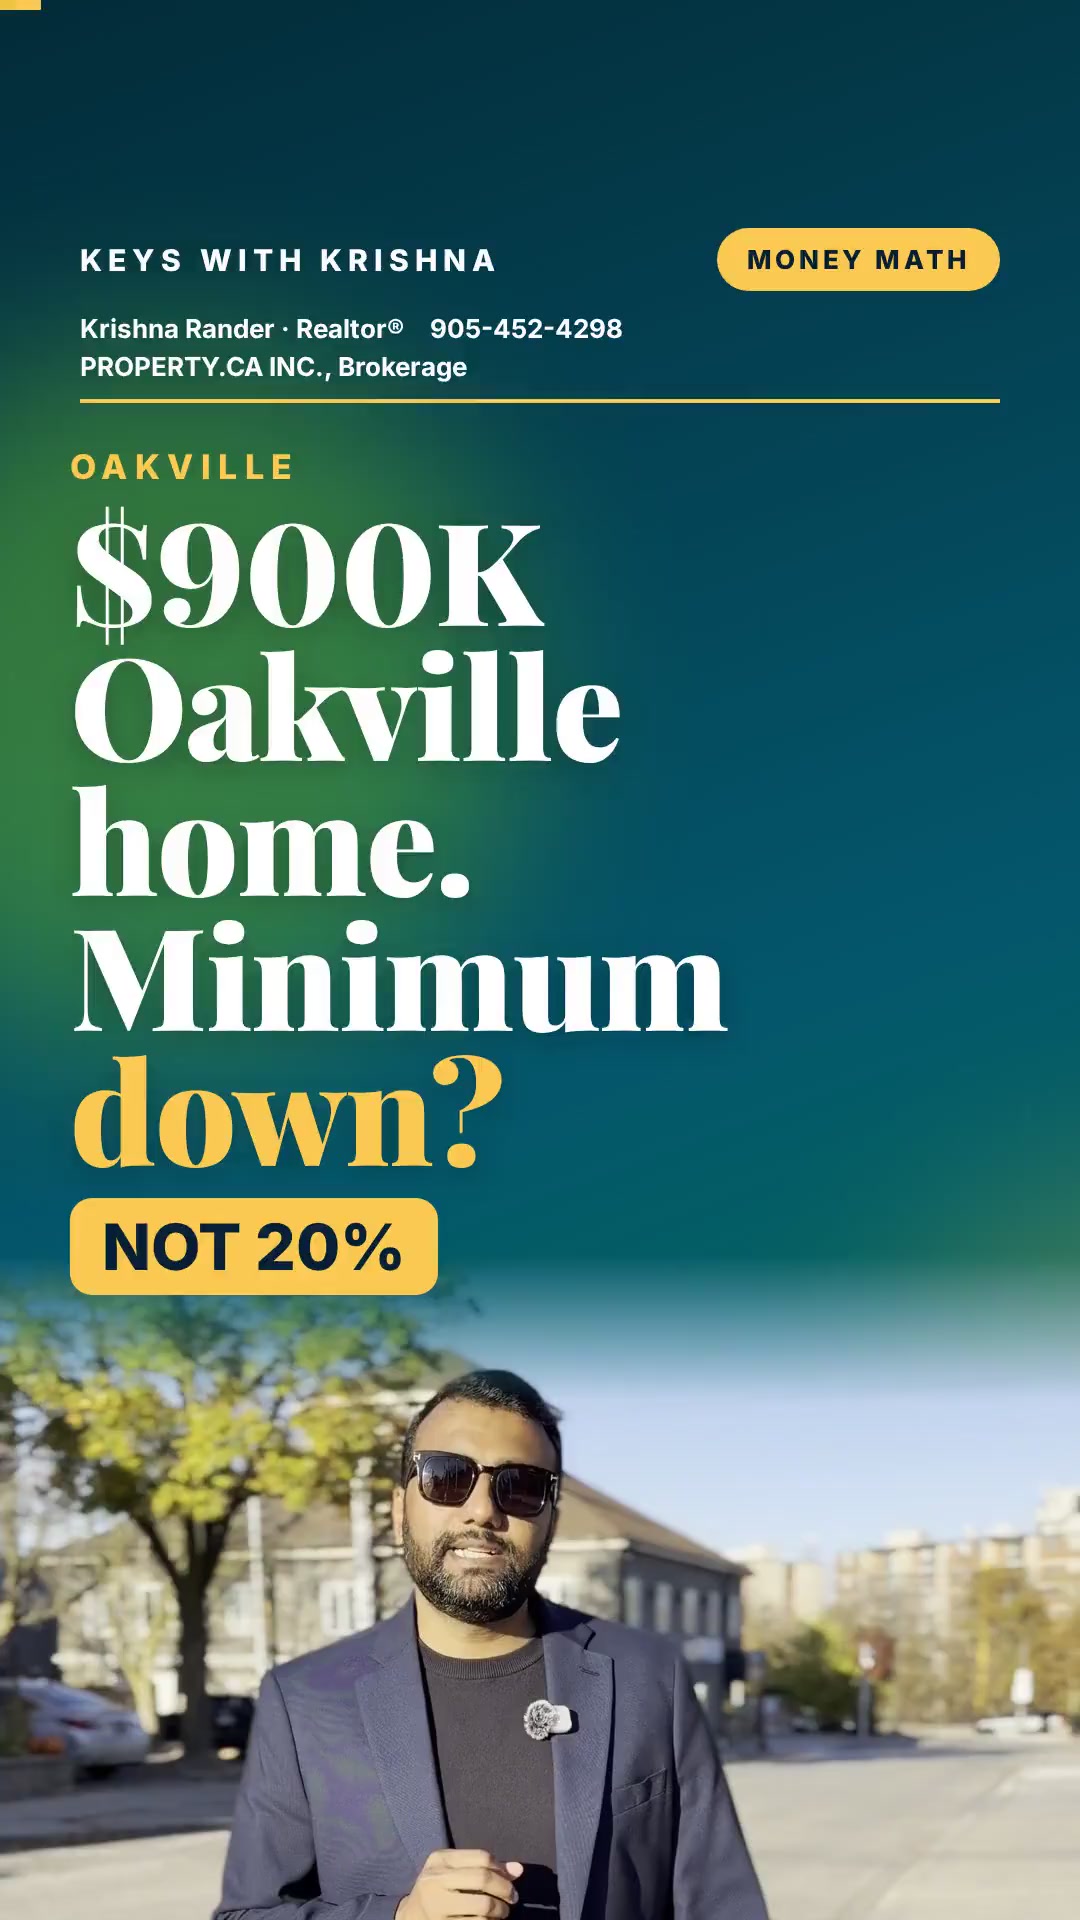 KEYS WITH KRISHNA
MONEY MATH
Krishna Rander · Realtor® 905-452-4298
PROPERTY.CA INC., Brokerage
OAKVILLE
$900K
Oakville
home.
Minimum
down?
NOT 20%